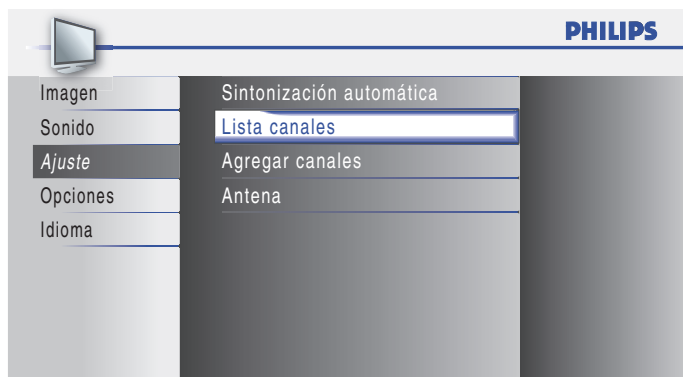 PHILIPS
Imagen
Sonido
Ajuste
Opciones
Idioma
Sintonización automática
Lista canales
Agregar canales
Antena